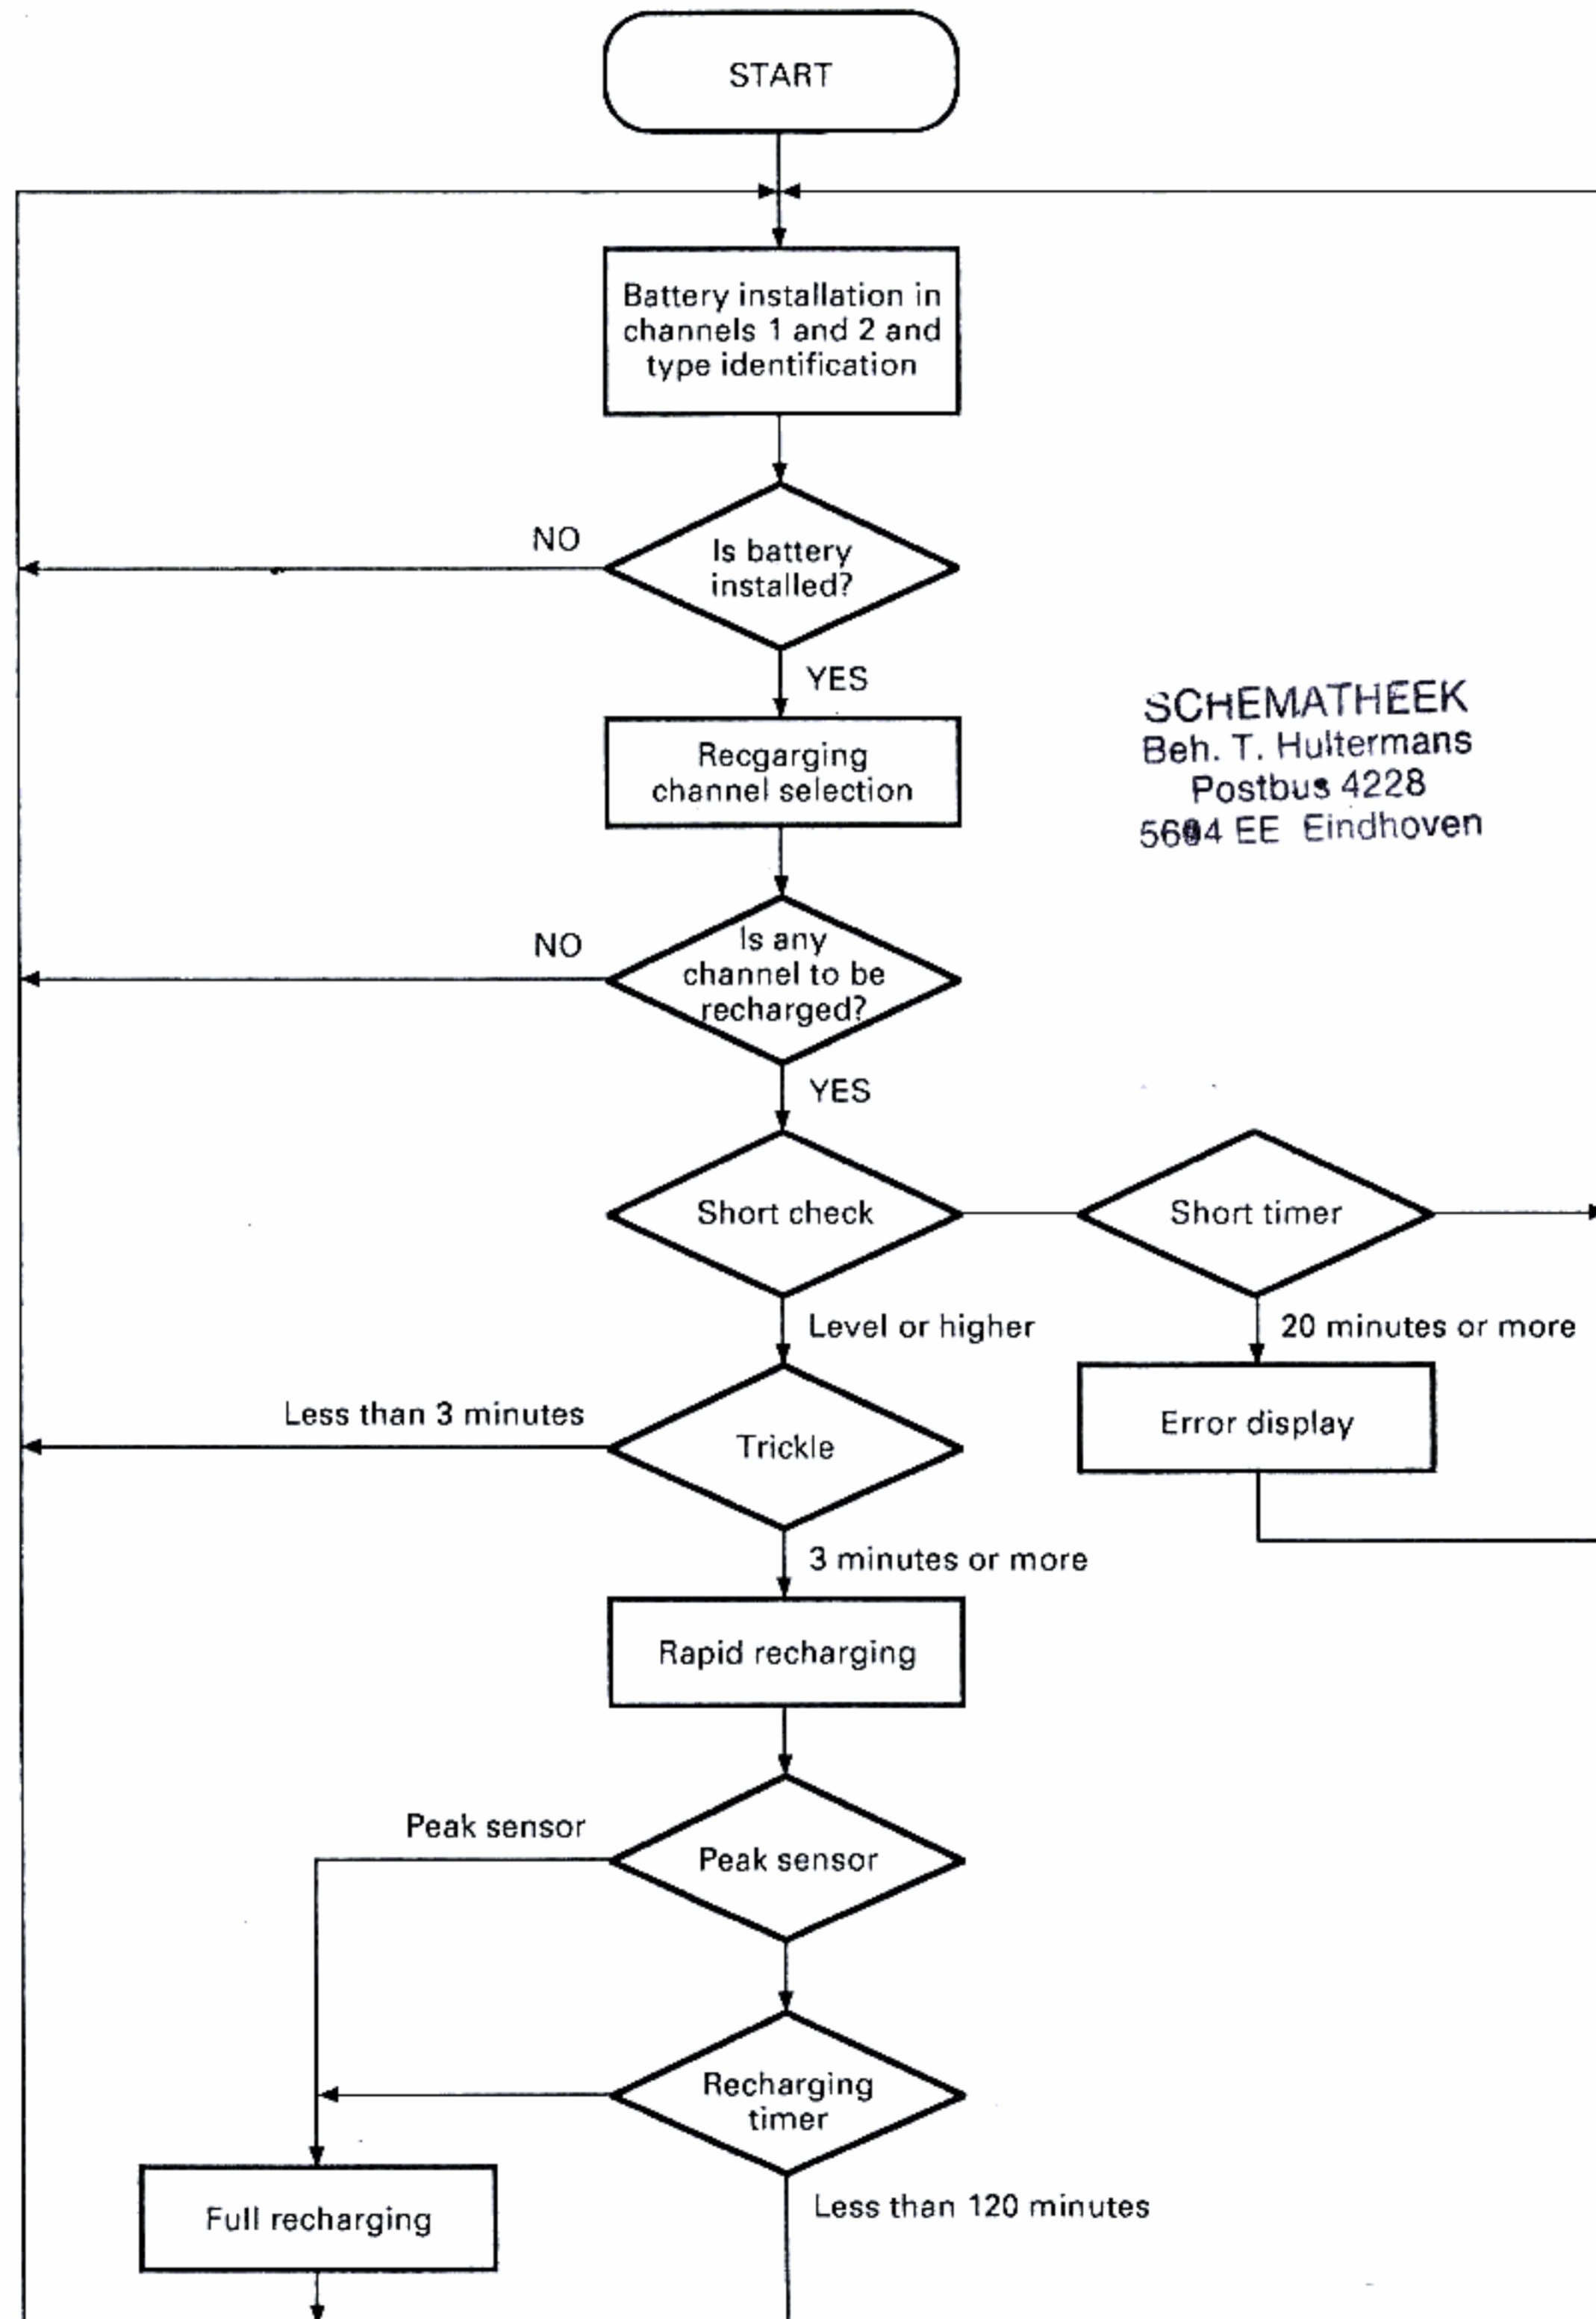 START
Battery installation in
channels 1 and 2 and
type identification
NO
Is battery
installed?
YES
Recgarging
channel selection
SCHEMATHEEK
Beh. T. Hultermans
Postbus 4228
EE Eindhoven
NO
Is any
channel to be
recharged?
YES
Short check
Short timer
Level or higher
20 minutes or more
Less than 3 minutes
Trickle
Error display
3 minutes or more
Rapid recharging
Peak sensor
Peak sensor
Recharging
timer
Less than 120 minutes
Full recharging